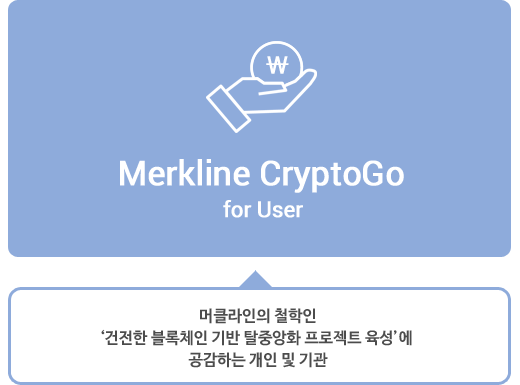 ₩
Merkline CryptoGo
for User
머클라인의 철학인
‘건전한 블록체인 기반 탈중앙화 프로젝트 육성’에
공감하는 개인 및 기관